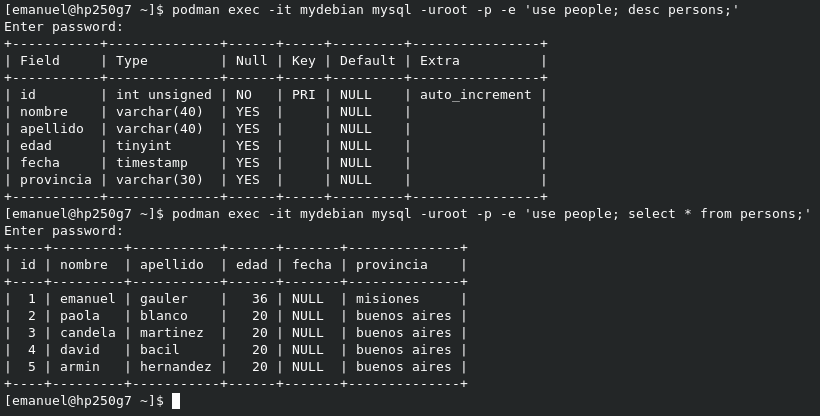 [emanuel@hp250g7 ~]$ podman exec -it mydebian mysql -uroot -p -e 'use people; desc persons;'
Enter password:
+-----------+--------------+------+-----+---------+----------------+
| Field     | Type         | Null | Key | Default | Extra          |
+-----------+--------------+------+-----+---------+----------------+
| id        | int unsigned | NO   | PRI | NULL    | auto_increment |
| nombre    | varchar(40)  | YES  |     | NULL    |                |
| apellido  | varchar(40)  | YES  |     | NULL    |                |
| edad      | tinyint      | YES  |     | NULL    |                |
| fecha     | timestamp    | YES  |     | NULL    |                |
| provincia | varchar(30)  | YES  |     | NULL    |                |
+-----------+--------------+------+-----+---------+----------------+
[emanuel@hp250g7 ~]$ podman exec -it mydebian mysql -uroot -p -e 'use people; select * from persons;'
Enter password:
+----+---------+-----------+------+-------+--------------+
| id | nombre  | apellido  | edad | fecha | provincia    |
+----+---------+-----------+------+-------+--------------+
|  1 | emanuel | gauler    |   36 | NULL  | misiones     |
|  2 | paola   | blanco    |   20 | NULL  | buenos aires |
|  3 | candela | martinez  |   20 | NULL  | buenos aires |
|  4 | david   | bacil     |   20 | NULL  | buenos aires |
|  5 | armin   | hernandez |   20 | NULL  | buenos aires |
+----+---------+-----------+------+-------+--------------+
[emanuel@hp250g7 ~]$